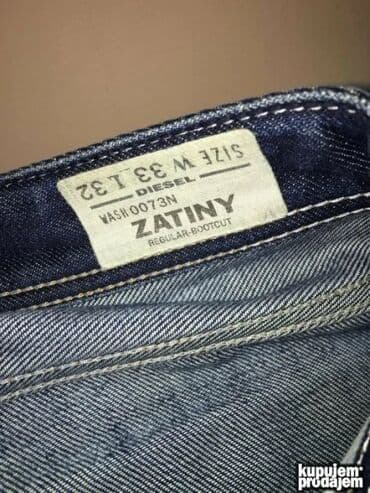 SIZE W 33 L 32
DIESEL
WASH 0073N
ZATINY
REGULAR-BOOTCUT
kupujem
prodajem